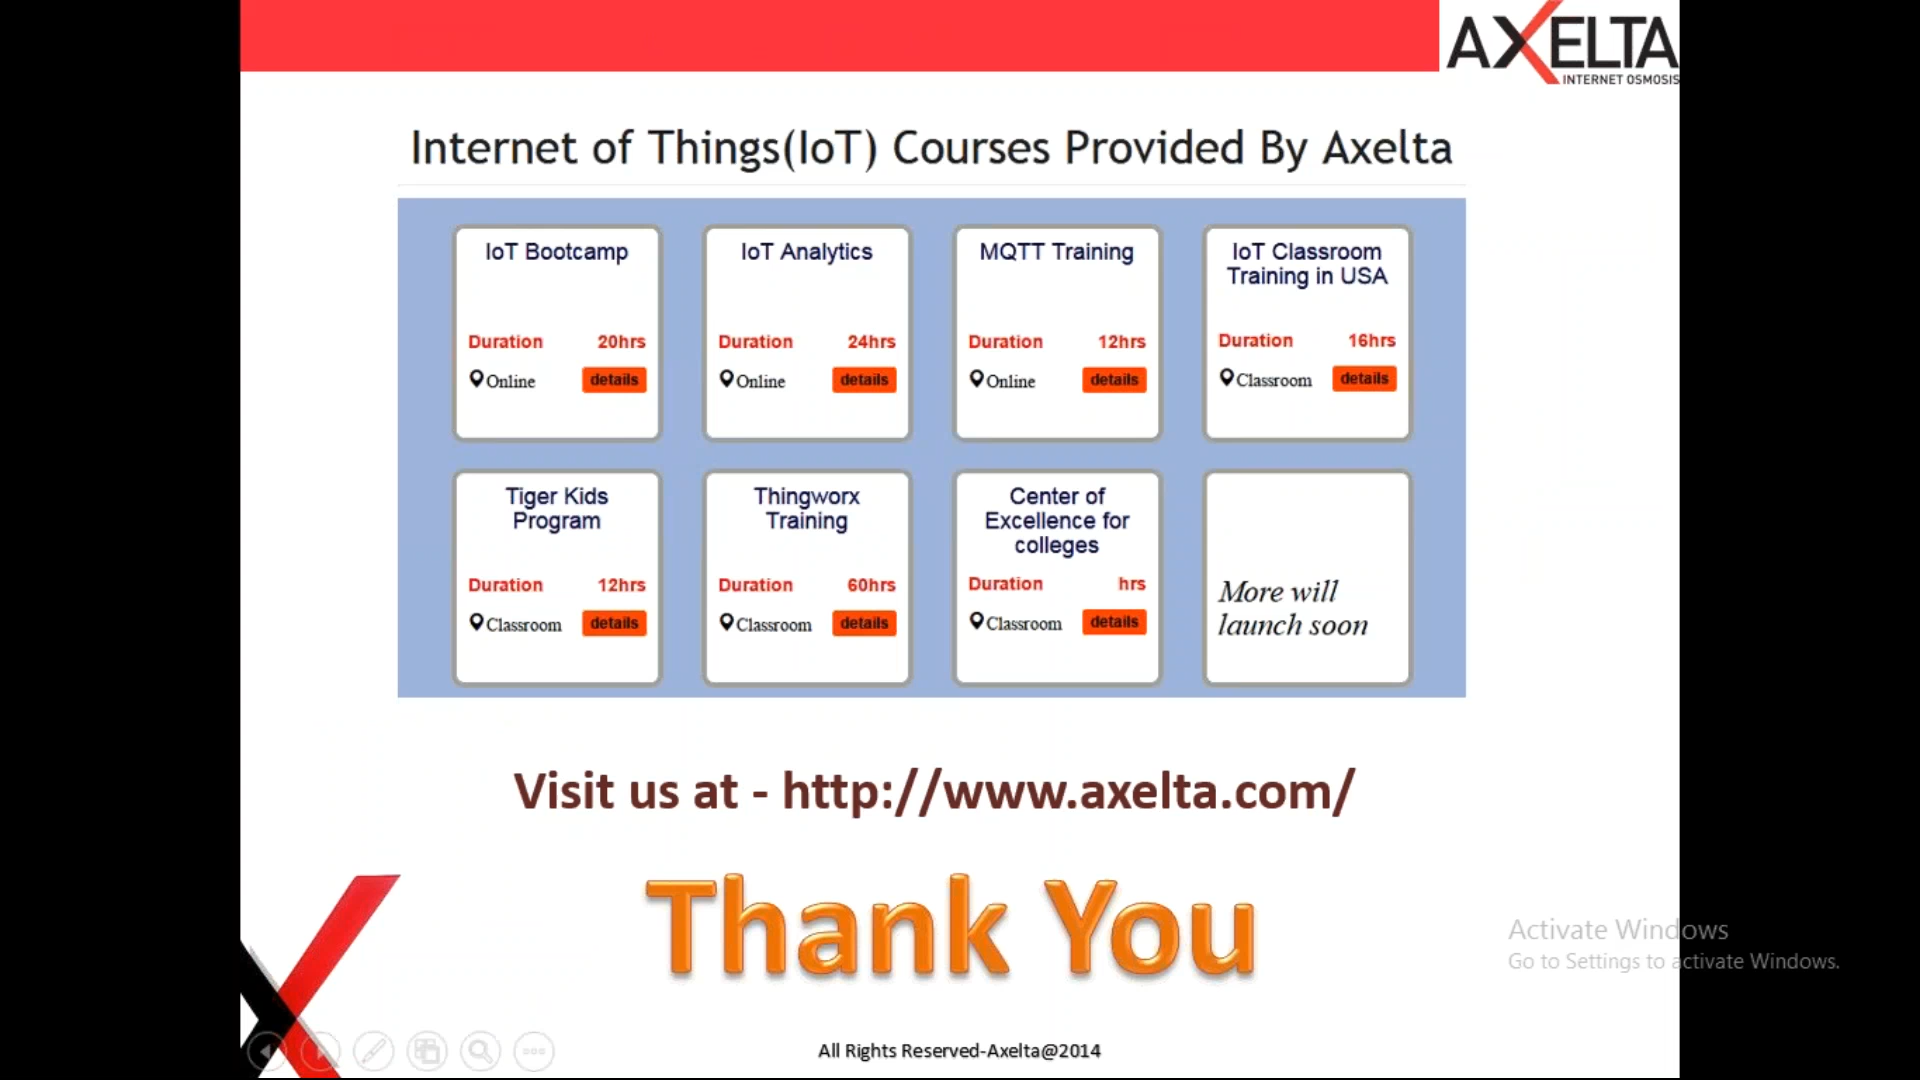 AXELTA
INTERNET OSMOSIS
Internet of Things(IoT) Courses Provided By Axelta
IoT Bootcamp
Duration 20hrs
Online details
IoT Analytics
Duration 24hrs
Online details
MQTT Training
Duration 12hrs
Online details
IoT Classroom
Training in USA
Duration 16hrs
Classroom details
Tiger Kids
Program
Duration 12hrs
Classroom details
Thingworx
Training
Duration 60hrs
Classroom details
Center of
Excellence for
colleges
Duration hrs
Classroom details
More will
launch soon
Visit us at - http://www.axelta.com/
Thank You
Activate Windows
Go to Settings to activate Windows.
All Rights Reserved-Axelta@2014